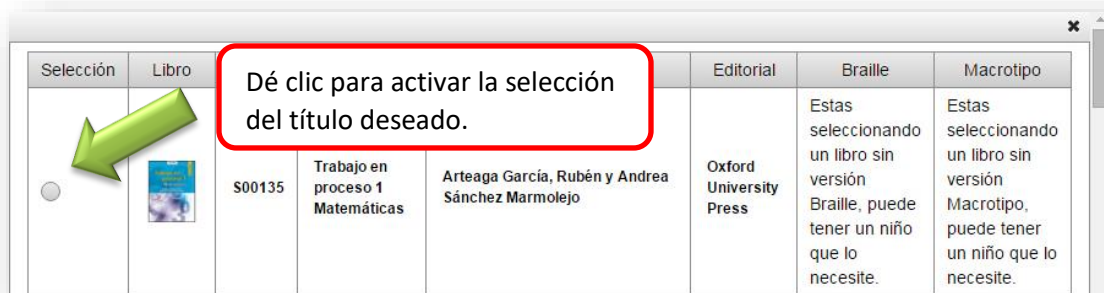 Selección Libro Editorial Braille Macrotipo
Dé clic para activar la selección
del título deseado.
S00135
Trabajo en
proceso 1
Matemáticas
Arteaga García, Rubén y Andrea
Sánchez Marmolejo
Oxford
University
Press
Estas
seleccionando
un libro sin
versión
Braille, puede
tener un niño
que lo
necesite.
Estas
seleccionando
un libro sin
versión
Macrotipo,
puede tener
un niño que lo
necesite.